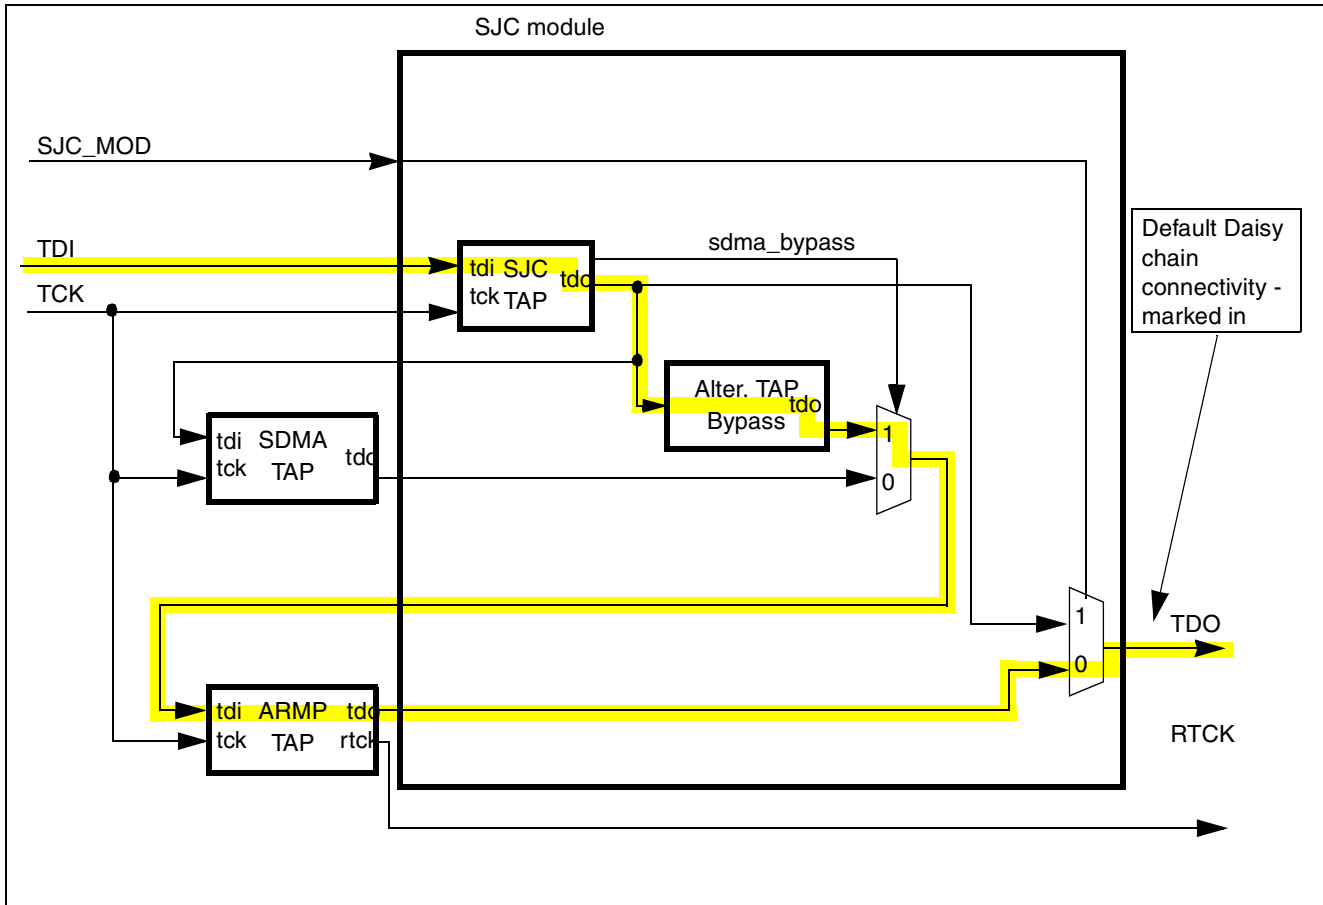 SJC module
SJC_MOD
Default Daisy
chain
connectivity -
marked in
TDI
sdma_bypass
tdi SJC
tdo
tck TAP
TCK
Alter. TAP
tdo
Bypass
1
0
tdi SDMA
tdo
tck TAP
1
0
TDO
tdi ARMP tdo
tck TAP rtck
RTCK